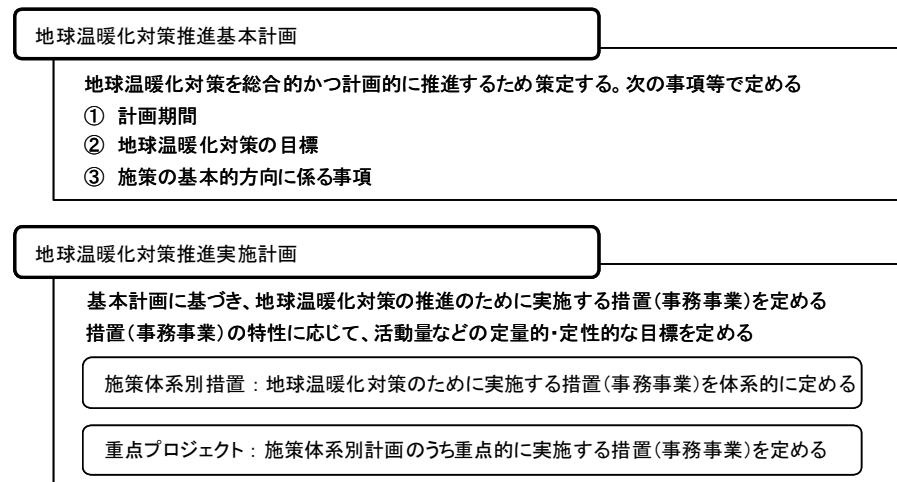 地球温暖化対策推進基本計画
地球温暖化対策を総合的かつ計画的に推進するため策定する。次の事項等で定める
① 計画期間
② 地球温暖化対策の目標
③ 施策の基本的方向に係る事項
地球温暖化対策推進実施計画
基本計画に基づき、地球温暖化対策の推進のために実施する措置(事務事業)を定める
措置(事務事業)の特性に応じて、活動量などの定量的・定性的な目標を定める
施策体系別措置：地球温暖化対策のために実施する措置(事務事業)を体系的に定める
重点プロジェクト：施策体系別計画のうち重点的に実施する措置(事務事業)を定める